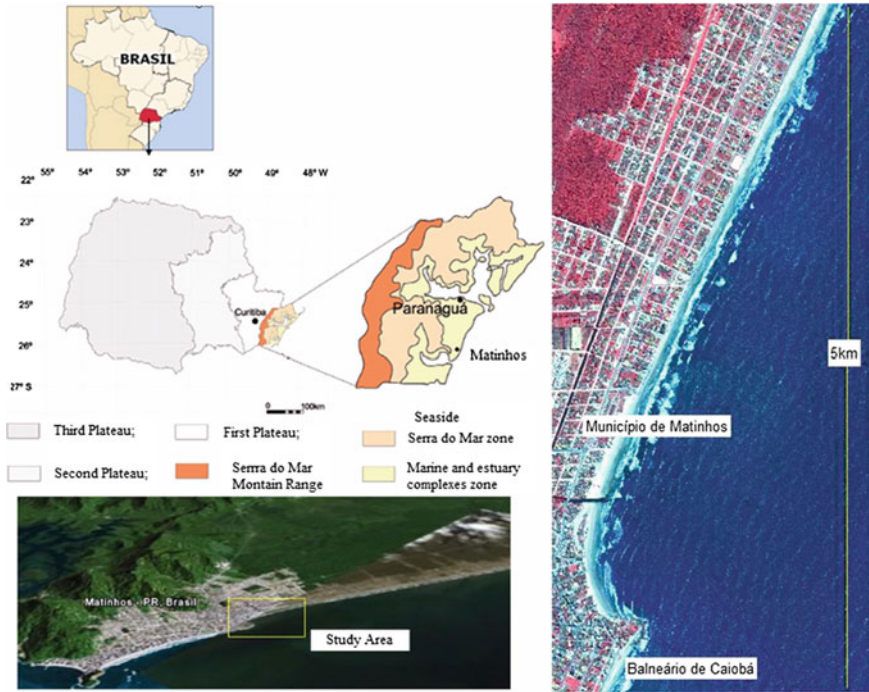 BRASIL
55° 54° 53° 52° 51° 50° 49° 48° W
22°
23°
24°
25°
26°
27° S
Curitiba
Paranaguá
Matinhos
0 100km
Seaside
Third Plateau;
First Plateau;
Serra do Mar zone
Second Plateau;
Serrra do Mar
Montain Range
Marine and estuary
complexes zone
Matinhos - PR, Brasil
Study Area
5km
Município de Matinhos
Balneário de Caiobá